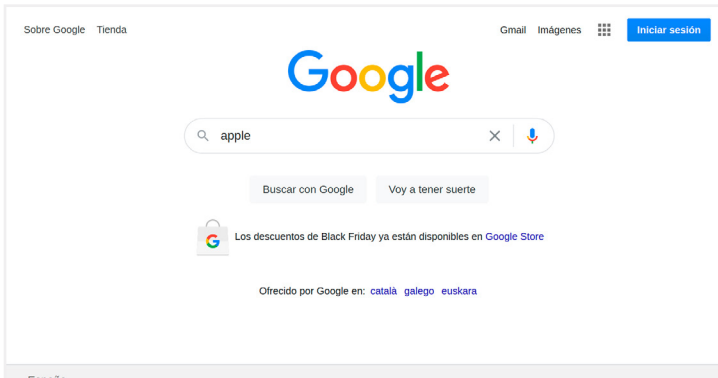 Sobre Google Tienda Gmail Imágenes Iniciar sesión
Google
apple
Buscar con Google Voy a tener suerte
G Los descuentos de Black Friday ya están disponibles en Google Store
Ofrecido por Google en: català galego euskara